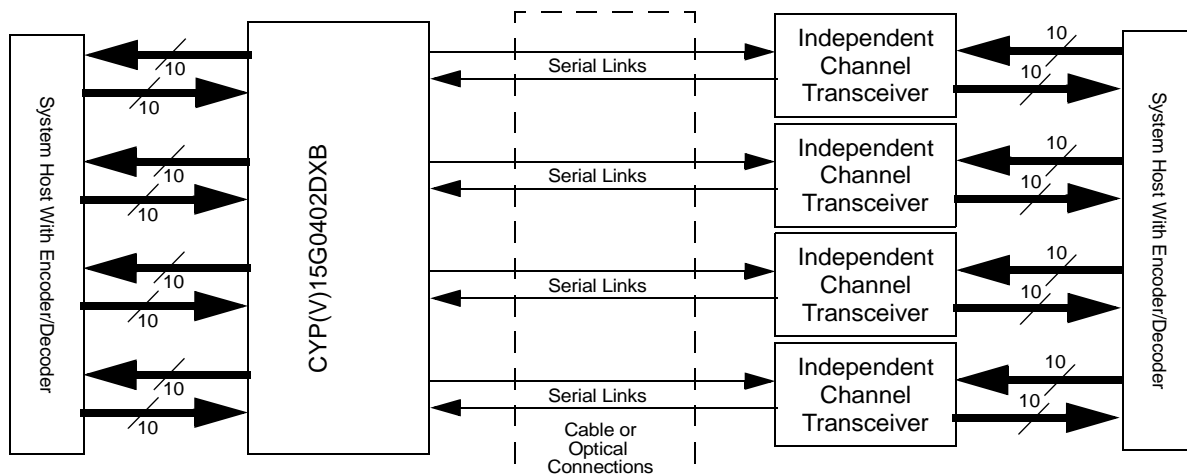 System Host With Encoder/Decoder
10
10
10
10
10
10
10
10
CYP(V)15G0402DXB
Serial Links
Serial Links
Serial Links
Serial Links
Cable or
Optical
Connections
Independent
Channel
Transceiver
Independent
Channel
Transceiver
Independent
Channel
Transceiver
Independent
Channel
Transceiver
10
10
10
10
10
10
10
10
System Host With Encoder/Decoder